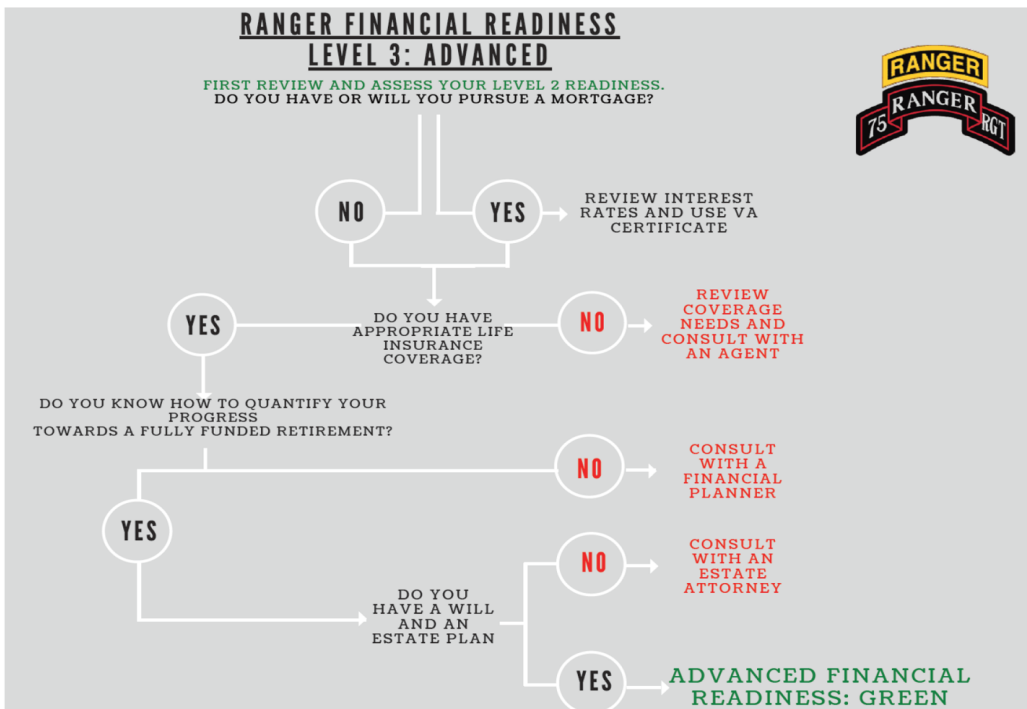 RANGER FINANCIAL READINESS
LEVEL 3: ADVANCED
FIRST REVIEW AND ASSESS YOUR LEVEL 2 READINESS.
DO YOU HAVE OR WILL YOU PURSUE A MORTGAGE?
RANGER
75 RANGER RGT
NO
YES
REVIEW INTEREST
RATES AND USE VA
CERTIFICATE
YES
DO YOU HAVE
APPROPRIATE LIFE
INSURANCE
COVERAGE?
NO
REVIEW
COVERAGE
NEEDS AND
CONSULT WITH
AN AGENT
DO YOU KNOW HOW TO QUANTIFY YOUR
PROGRESS
TOWARDS A FULLY FUNDED RETIREMENT?
NO
CONSULT
WITH A
FINANCIAL
PLANNER
YES
NO
CONSULT
WITH AN
ESTATE
ATTORNEY
DO YOU
HAVE A WILL
AND AN
ESTATE PLAN
YES
ADVANCED FINANCIAL
READINESS: GREEN